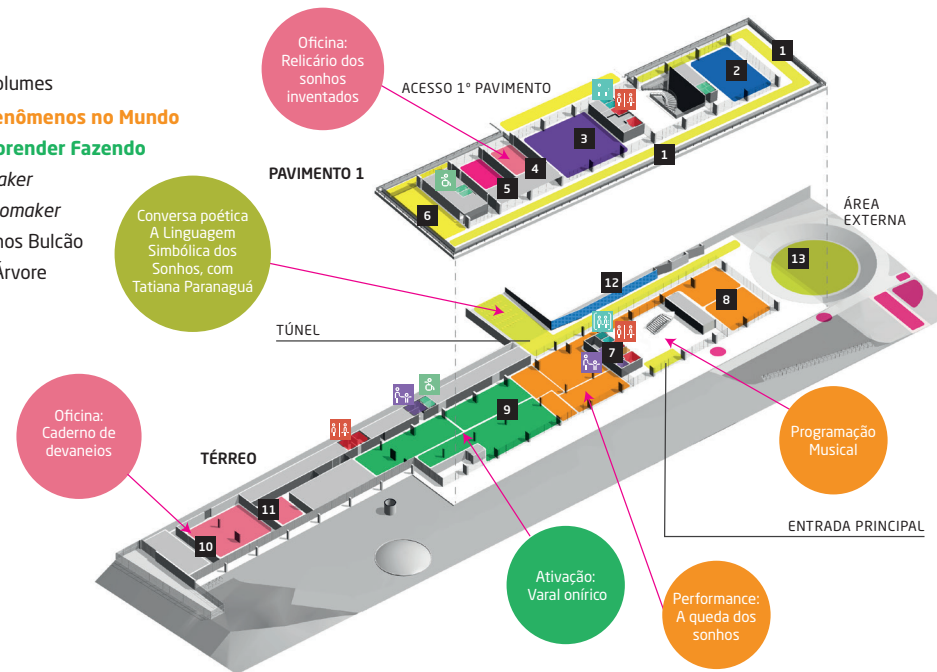 olumes
enômenos no Mundo
prender Fazendo
aker
omaker
nos Bulcão
Árvore
Oficina:
Relicário dos
sonhos
inventados
ACESSO 1° PAVIMENTO
PAVIMENTO 1
1
2
3
1
4
5
6
Conversa poética
A Linguagem
Simbólica dos
Sonhos, com
Tatiana Paranaguá
ÁREA
EXTERNA
13
12
8
TÚNEL
7
9
Oficina:
Caderno de
devaneios
TÉRREO
Programação
Musical
11
10
ENTRADA PRINCIPAL
Ativação:
Varal onírico
Performance:
A queda dos
sonhos